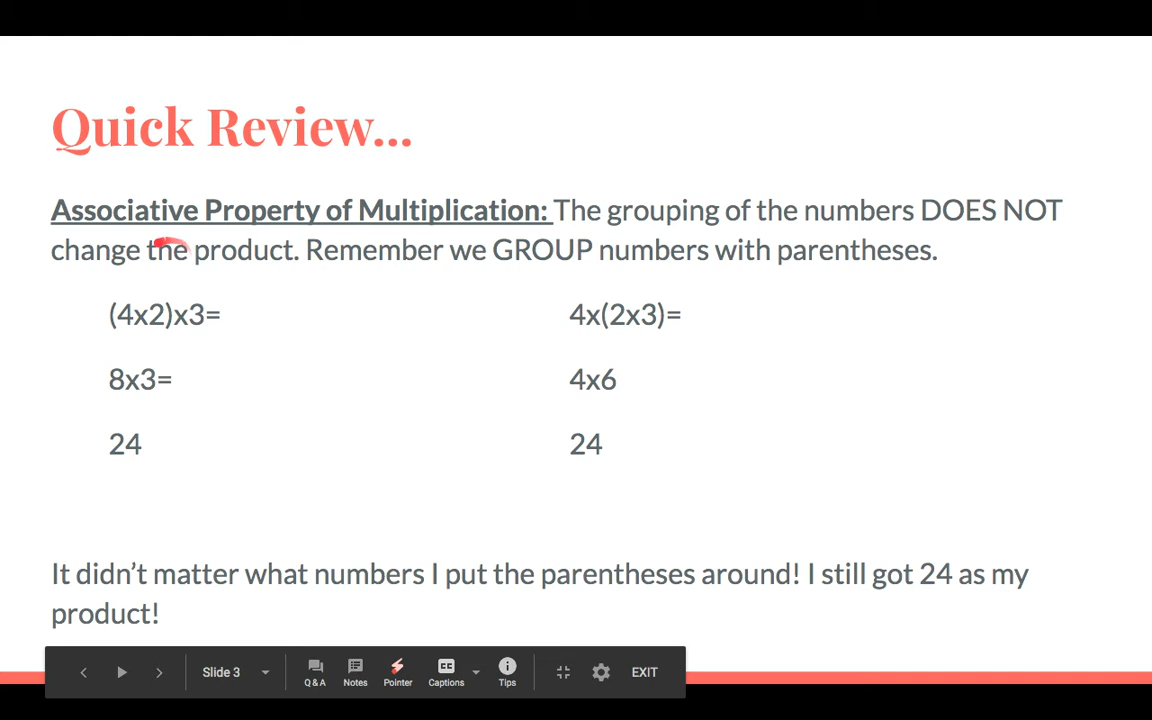 Quick Review...
Associative Property of Multiplication: The grouping of the numbers DOES NOT
change the product. Remember we GROUP numbers with parentheses.
(4x2)x3=
4x(2x3)=
8x3=
4x6
24
24
It didn't matter what numbers I put the parentheses around! I still got 24 as my
product!
Slide 3
Q & A
Notes
Pointer
CC
Captions
Tips
EXIT